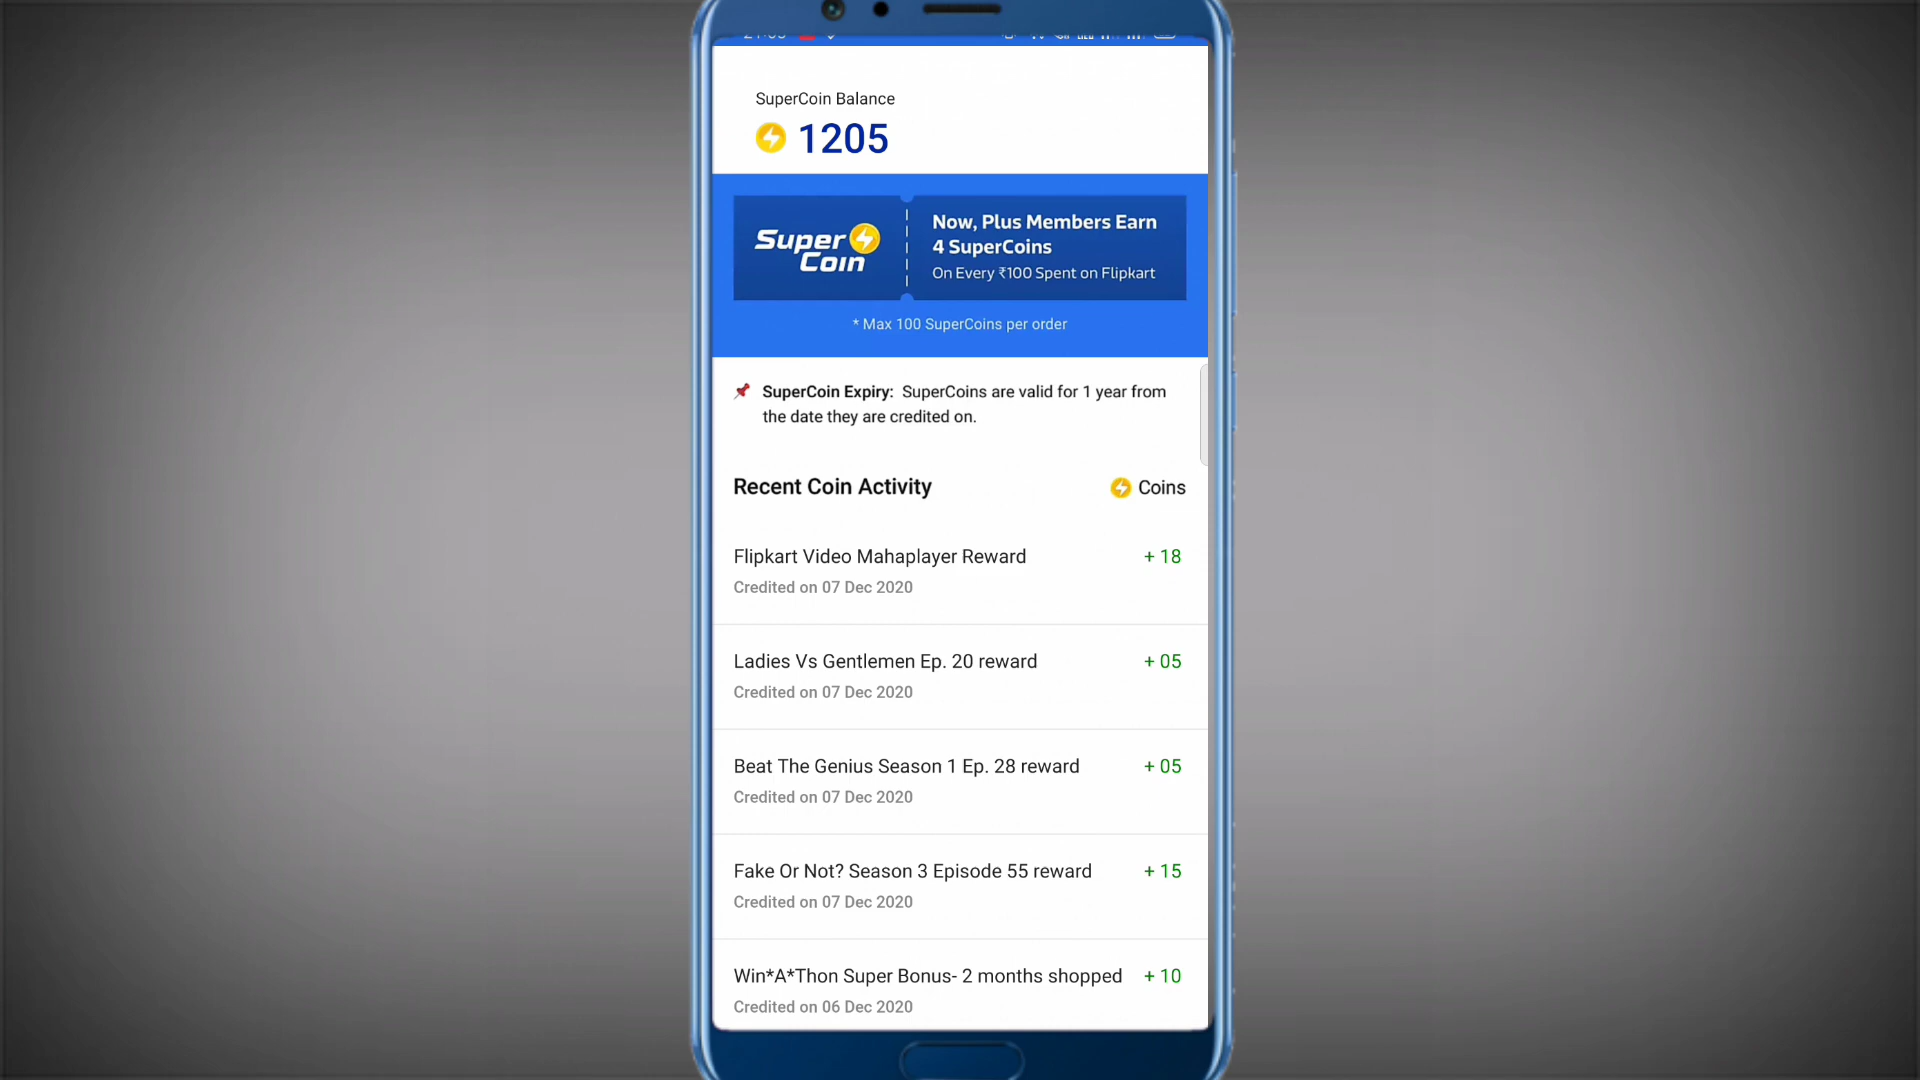 SuperCoin Balance
1205
Super Coin
Now, Plus Members Earn
4 SuperCoins
On Every ₹100 Spent on Flipkart
* Max 100 SuperCoins per order
SuperCoin Expiry: SuperCoins are valid for 1 year from
the date they are credited on.
Recent Coin Activity Coins
Flipkart Video Mahaplayer Reward + 18
Credited on 07 Dec 2020
Ladies Vs Gentlemen Ep. 20 reward + 05
Credited on 07 Dec 2020
Beat The Genius Season 1 Ep. 28 reward + 05
Credited on 07 Dec 2020
Fake Or Not? Season 3 Episode 55 reward + 15
Credited on 07 Dec 2020
Win*A*Thon Super Bonus- 2 months shopped + 10
Credited on 06 Dec 2020